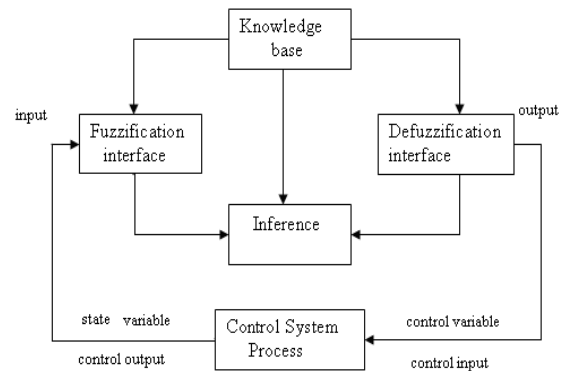 Knowledge
base
input
output
Fuzzification
interface
Defuzzification
interface
Inference
state variable
control output
Control System
Process
control variable
control input